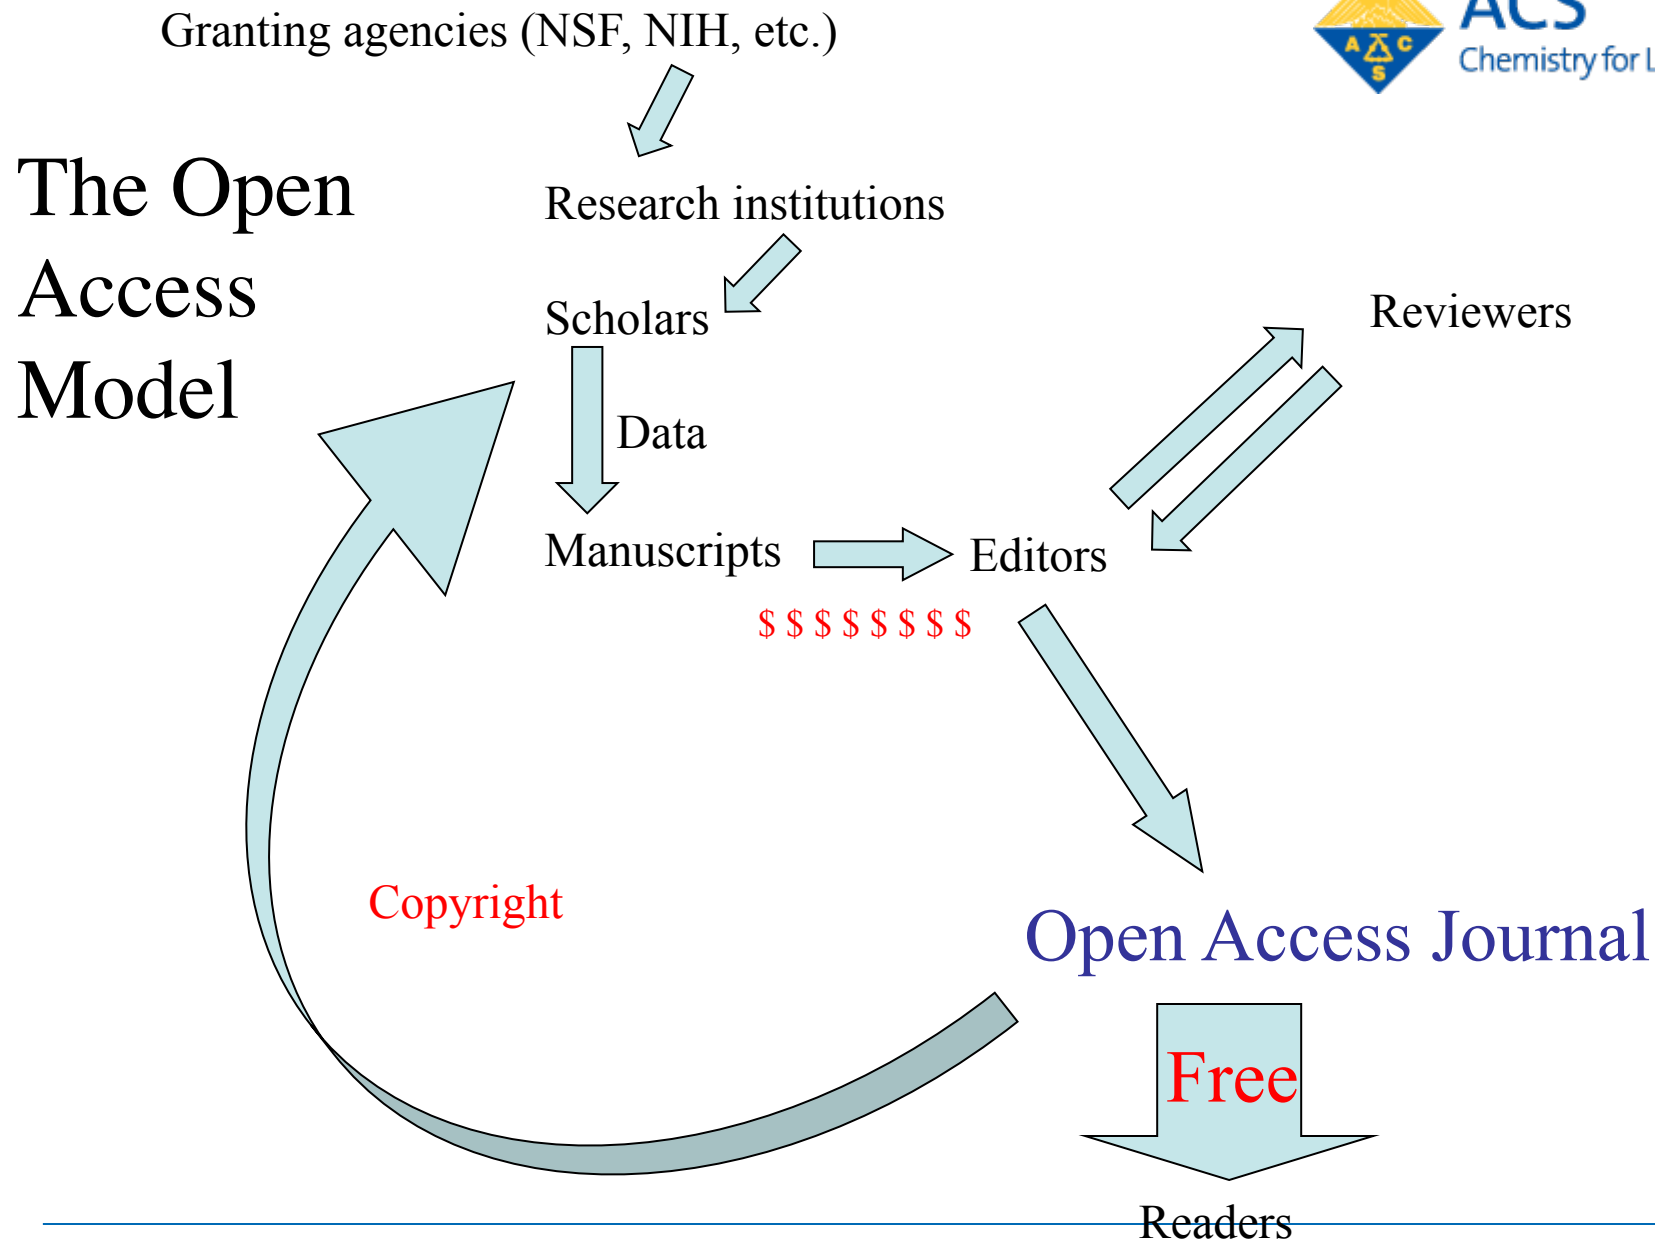 Granting agencies (NSF, NIH, etc.)
ACS
Chemistry for L
A C S
The Open
Access
Model
Research institutions
Scholars
Reviewers
Data
Manuscripts
Editors
$ $ $ $ $ $ $ $
Copyright
Open Access Journal
Free
Readers